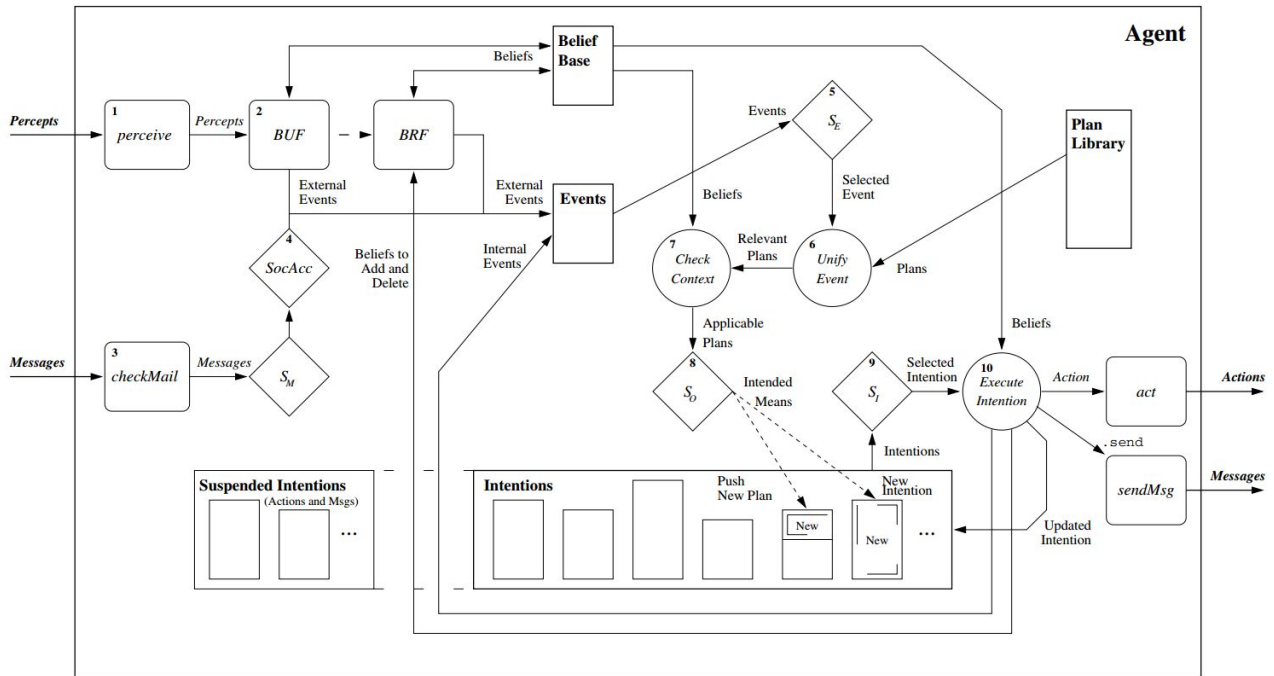 Agent
Belief
Base
Beliefs
5
S_E
Events
Plan
Library
1
Percepts
perceive
Percepts
2
BUF
BRF
External
Events
External
Events
Events
Selected
Event
Beliefs
4
SocAcc
Beliefs to
Add and
Delete
Internal
Events
7
Check
Context
Relevant
Plans
6
Unify
Event
Plans
Applicable
Plans
Beliefs
3
Messages
checkMail
Messages
S_M
8
S_O
Intended
Means
9
S_I
Selected
Intention
10
Execute
Intention
Action
act
Actions
.send
Intentions
Suspended Intentions
(Actions and Msgs)
...
Intentions
Push
New Plan
New
Intention
New
New
...
Updated
Intention
sendMsg
Messages